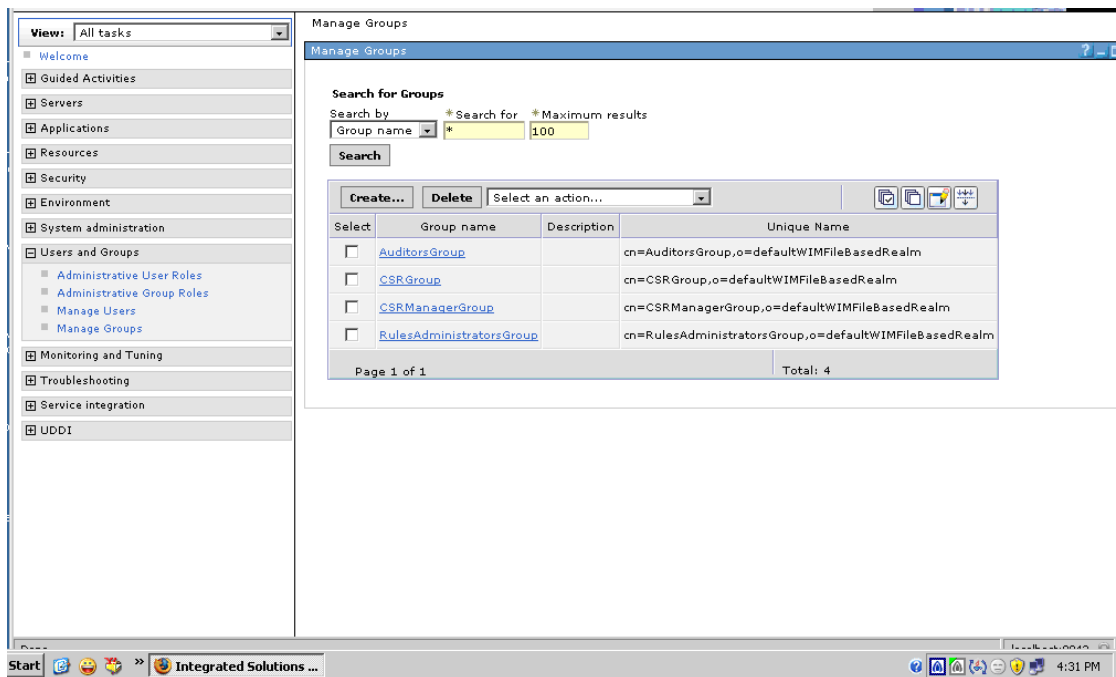 View: All tasks
Welcome
Guided Activities
Servers
Applications
Resources
Security
Environment
System administration
Users and Groups
Administrative User Roles
Administrative Group Roles
Manage Users
Manage Groups
Monitoring and Tuning
Troubleshooting
Service integration
UDDI
Manage Groups
Manage Groups
Search for Groups
Search by *Search for *Maximum results
Group name * 100
Search
Create... Delete Select an action...
Select Group name Description Unique Name
AuditorsGroup cn=AuditorsGroup,o=defaultWIMFileBasedRealm
CSRGroup cn=CSRGroup,o=defaultWIMFileBasedRealm
CSRManagerGroup cn=CSRManagerGroup,o=defaultWIMFileBasedRealm
RulesAdministratorsGroup cn=RulesAdministratorsGroup,o=defaultWIMFileBasedRealm
Page 1 of 1 Total: 4
Start » Integrated Solutions ... 4:31 PM